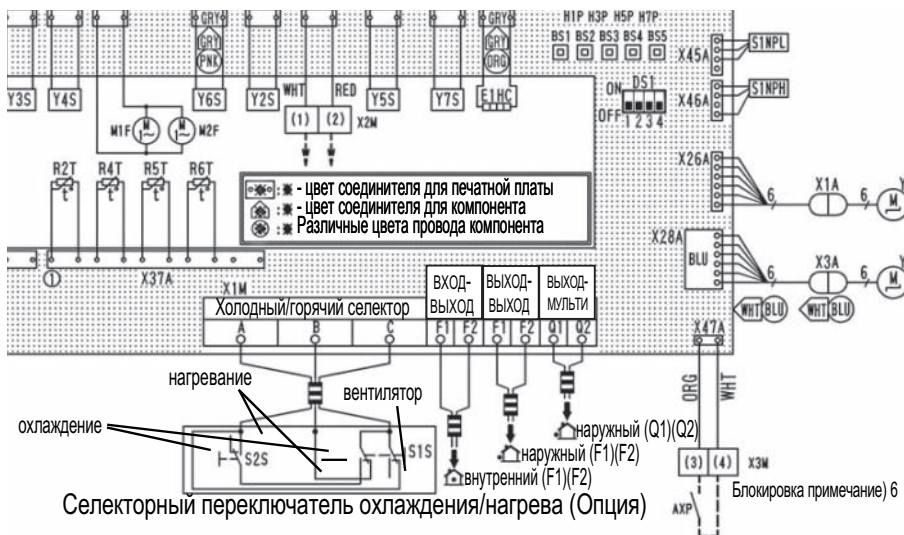 GRY GRY H1P H3P H5P H7P
GRY PNK GRY ORG BS1 BS2 BS3 BS4 BS5 X45A S1NPL
Y3S Y4S Y6S Y2S WHT RED Y5S Y7S E1HC ON DS1 X46A S1NPH
M1F M 1~ M 1~ M2F (1) (2) X2M OFF 1 2 3 4
R2T R4T R5T R6T X26A
t t t t
- цвет соединителя для печатной платы
- цвет соединителя для компонента
Различные цвета провода компонента
6 X1A 6 M Y
X28A
BLU 6 X3A 6 M Y
1 X37A
X1M
WHT BLU WHT BLU
Холодный/горячий селектор
ВХОД-
ВЫХОД
ВЫХОД-
ВЫХОД
ВЫХОД-
МУЛЬТИ
A B C F1 F2 F1 F2 Q1 Q2 X47A
ORG WHT
нагревание
вентилятор
охлаждение
S2S S1S
наружный (Q1)(Q2)
наружный (F1)(F2)
внутренний (F1)(F2)
(3) (4) X3M
Селекторный переключатель охлаждения/нагрева (Опция)
AXP
Блокировка примечание) 6